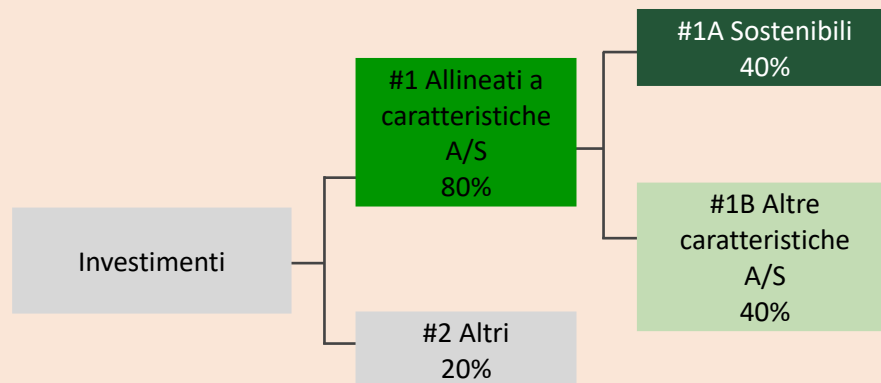 Investimenti
#1 Allineati a
caratteristiche
A/S
80%
#2 Altri
20%
#1A Sostenibili
40%
#1B Altre
caratteristiche
A/S
40%